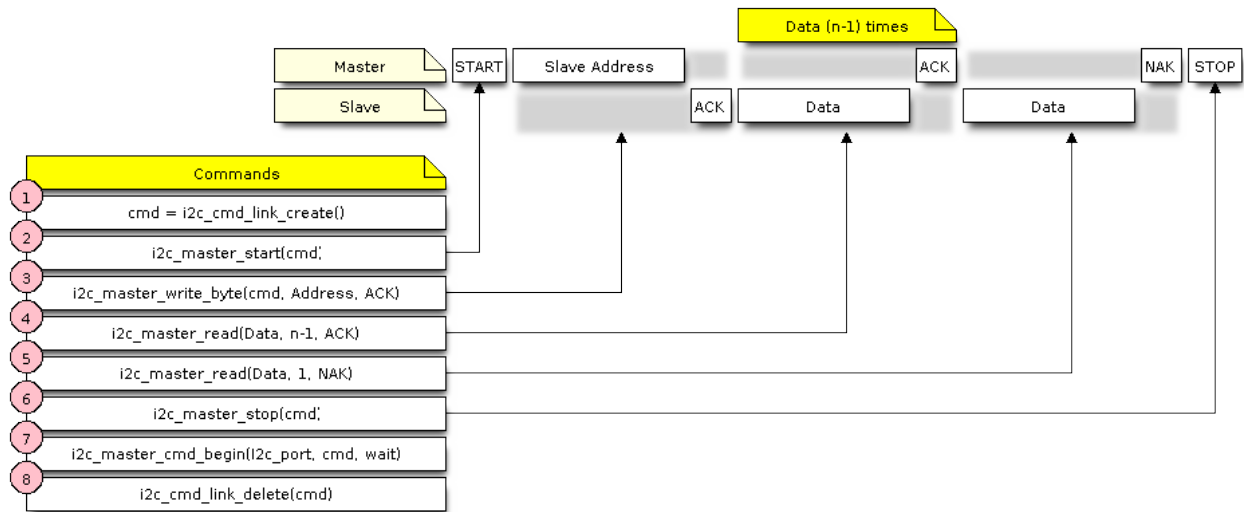 Data (n-1) times
Master START Slave Address ACK NAK STOP
Slave ACK Data Data
Commands
1
cmd = i2c_cmd_link_create()
2
i2c_master_start(cmd;
3
i2c_master_write_byte(cmd, Address, ACK)
4
i2c_master_read(Data, n-1, ACK)
5
i2c_master_read(Data, 1, NAK)
6
i2c_master_stop(cmd;
7
i2c_master_cmd_begin(I2c_port, cmd, wait)
8
i2c_cmd_link_delete(cmd)